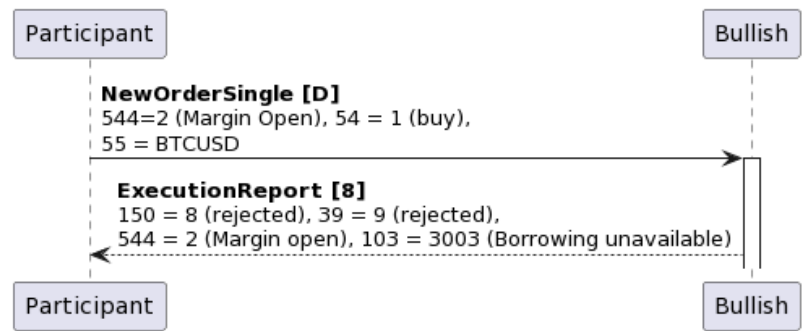 Participant
Bullish
NewOrderSingle [D]
544=2 (Margin Open), 54 = 1 (buy),
55 = BTCUSD
ExecutionReport [8]
150 = 8 (rejected), 39 = 9 (rejected),
544 = 2 (Margin open), 103 = 3003 (Borrowing unavailable)
Participant
Bullish